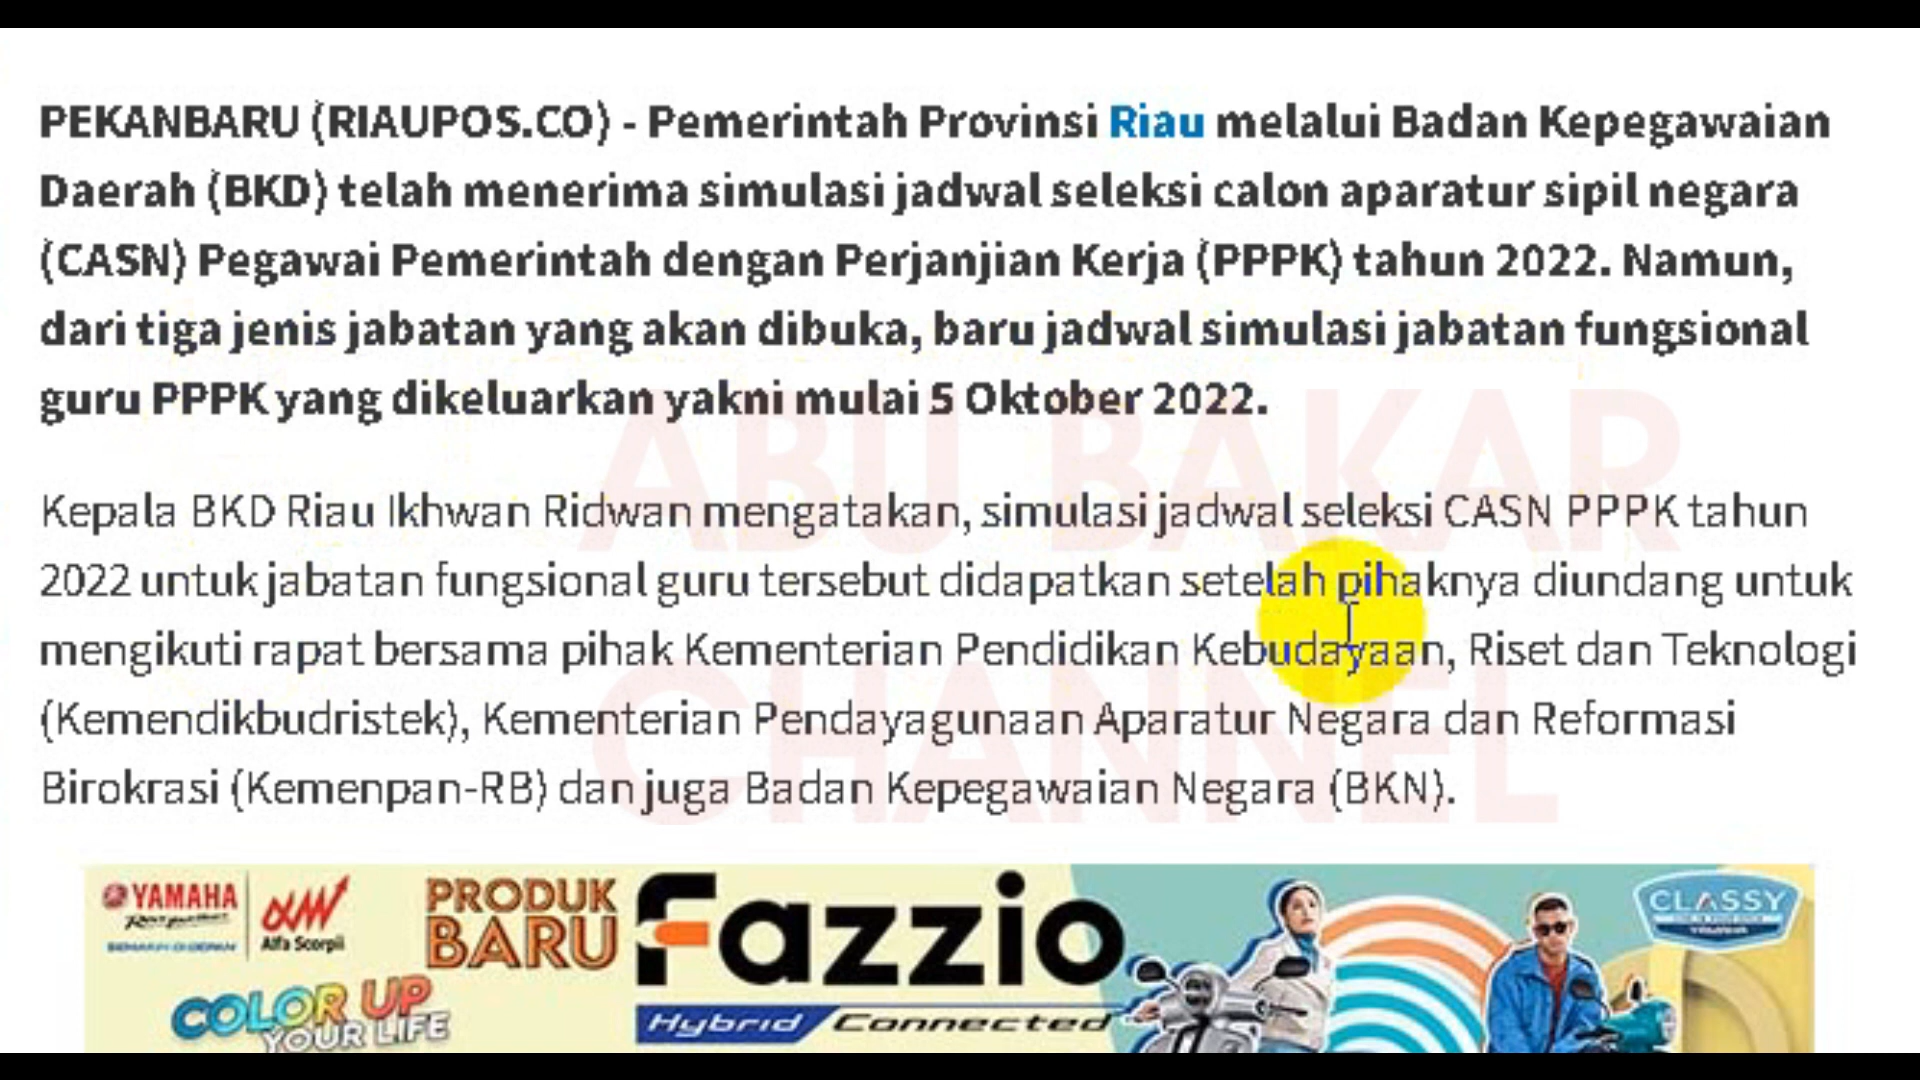 PEKANBARU (RIAUPOS.CO) - Pemerintah Provinsi Riau melalui Badan Kepegawaian
Daerah (BKD) telah menerima simulasi jadwal seleksi calon aparatur sipil negara
(CASN) Pegawai Pemerintah dengan Perjanjian Kerja (PPPK) tahun 2022. Namun,
dari tiga jenis jabatan yang akan dibuka, baru jadwal simulasi jabatan fungsional
guru PPPK yang dikeluarkan yakni mulai 5 Oktober 2022.
Kepala BKD Riau Ikhwan Ridwan mengatakan, simulasi jadwal seleksi CASN PPPK tahun
2022 untuk jabatan fungsional guru tersebut didapatkan setelah pihaknya diundang untuk
mengikuti rapat bersama pihak Kementerian Pendidikan Kebudayaan, Riset dan Teknologi
(Kemendikbudristek), Kementerian Pendayagunaan Aparatur Negara dan Reformasi
Birokrasi (Kemenpan-RB) dan juga Badan Kepegawaian Negara (BKN).
ABU BAKAR
CHANNEL
YAMAHA
Alfa Scorpii
PRODUK
BARU
Fazzio
Hybrid Connected
COLOR UP
YOUR LIFE
CLASSY
YAMAHA